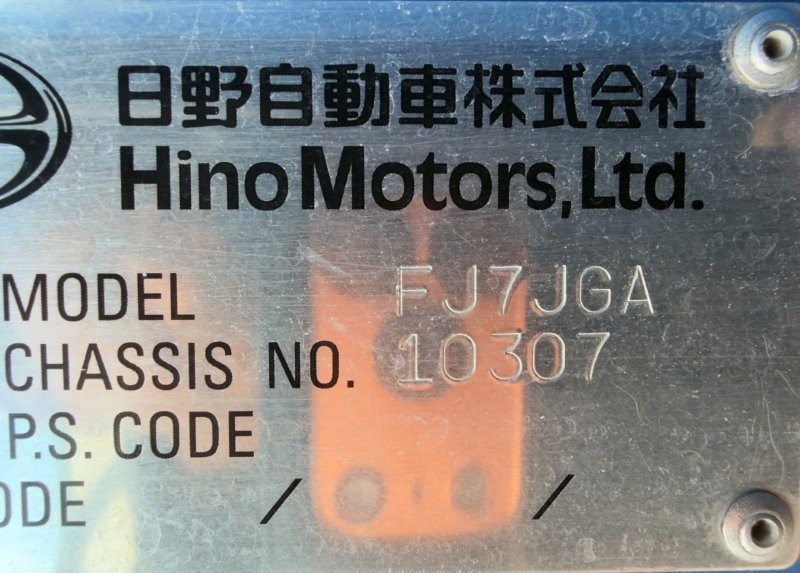 日野自動車株式会社
Hino Motors, Ltd.
MODEL FJ7JGA
CHASSIS NO. 10307
P.S. CODE
ODE / /